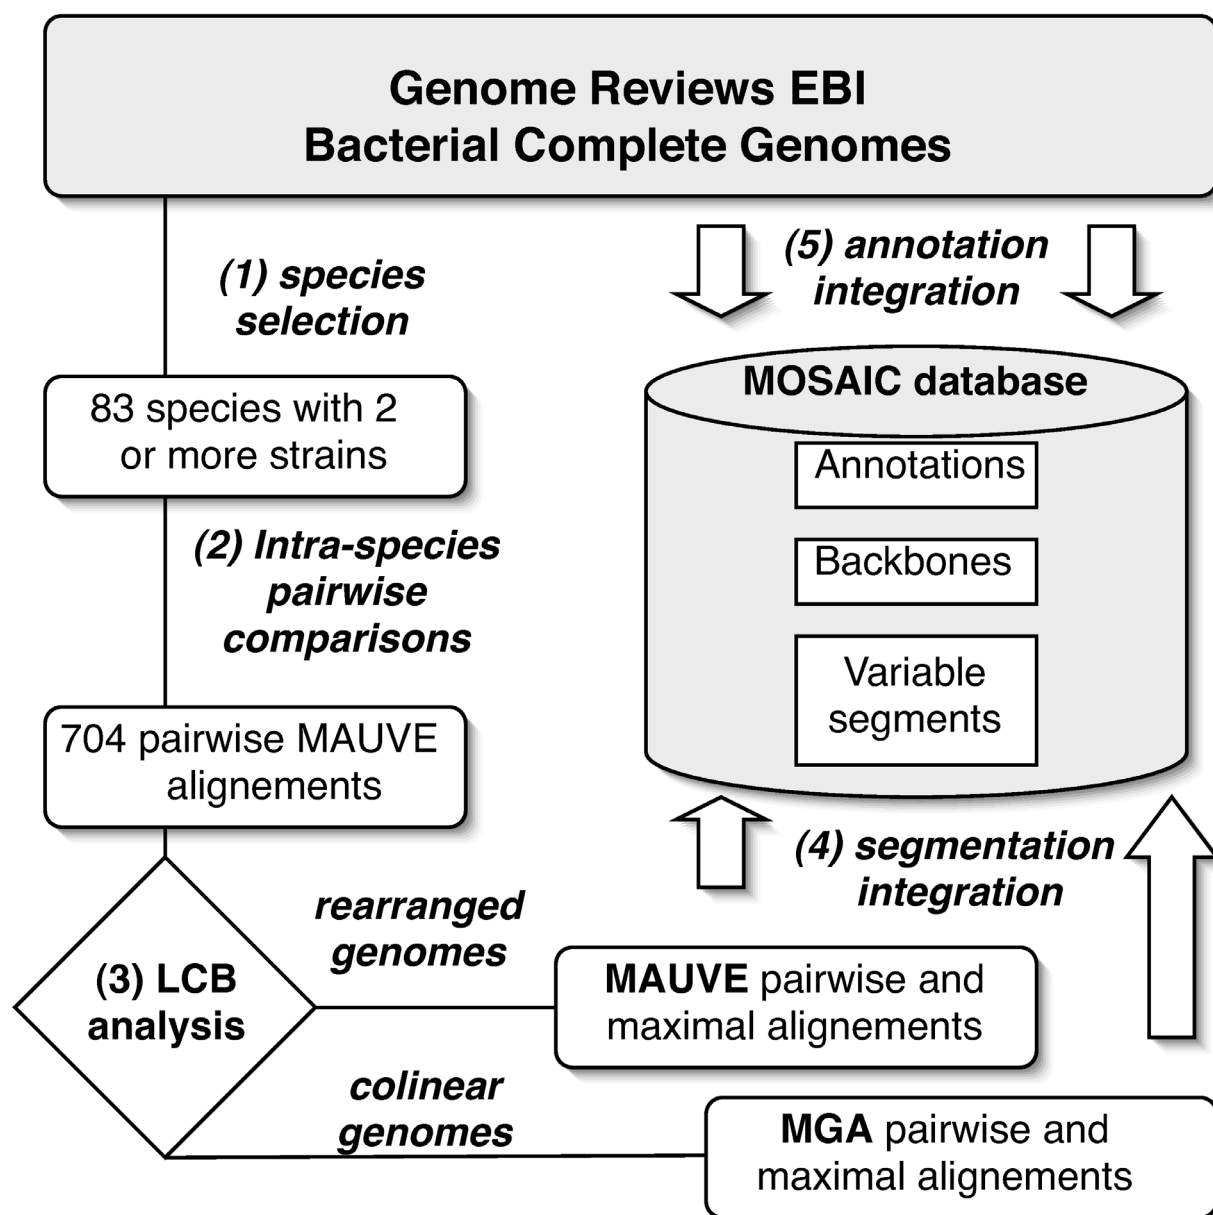 Genome Reviews EBI
Bacterial Complete Genomes
(1) species
selection
83 species with 2
or more strains
(2) Intra-species
pairwise
comparisons
704 pairwise MAUVE
alignements
(3) LCB
analysis
rearranged
genomes
MAUVE pairwise and
maximal alignements
colinear
genomes
MGA pairwise and
maximal alignements
(4) segmentation
integration
(5) annotation
integration
MOSAIC database
Annotations
Backbones
Variable
segments